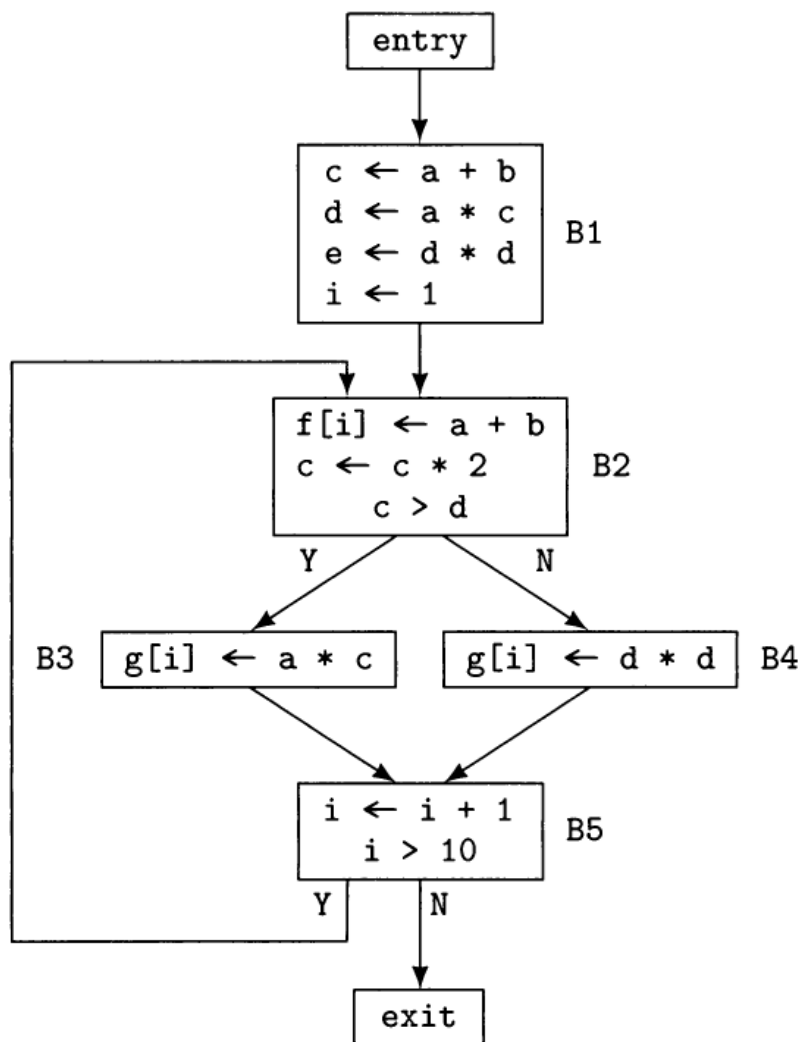 entry
c ← a + b
d ← a * c
e ← d * d
i ← 1
B1
f[i] ← a + b
c ← c * 2
c > d
B2
Y N
B3 g[i] ← a * c g[i] ← d * d B4
i ← i + 1
i > 10
B5
Y N
exit